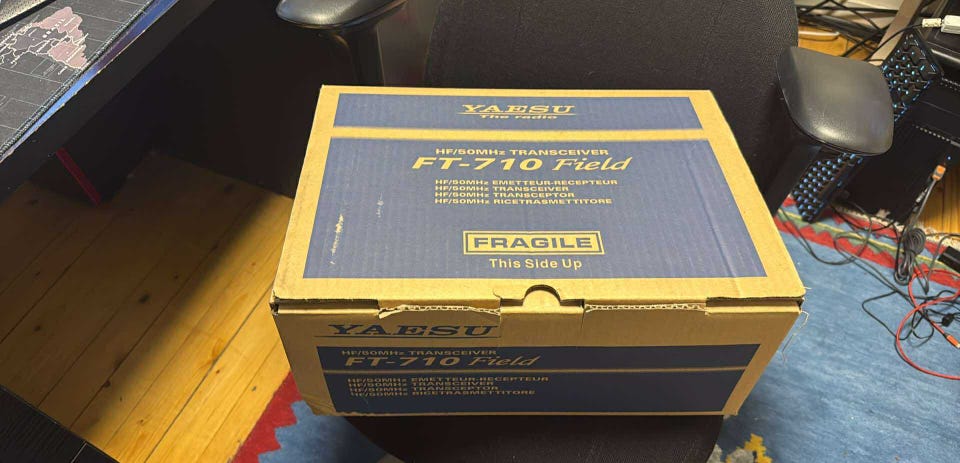 YAESU
The radio
HF/50MHz TRANSCEIVER
FT-710 Field
HF/50MHz EMETTEUR-RECEPTEUR
HF/50MHz TRANSCEIVER
HF/50MHz TRANSCEPTOR
HF/50MHz RICETRASMETTITORE
FRAGILE
This Side Up
YAESU
HF/50MHz TRANSCEIVER
FT-710 Field
HF/50MHz EMETTEUR-RECEPTEUR
HF/50MHz TRANSCEIVER
HF/50MHz TRANSCEPTOR
HF/50MHz RICETRASMETTITORE